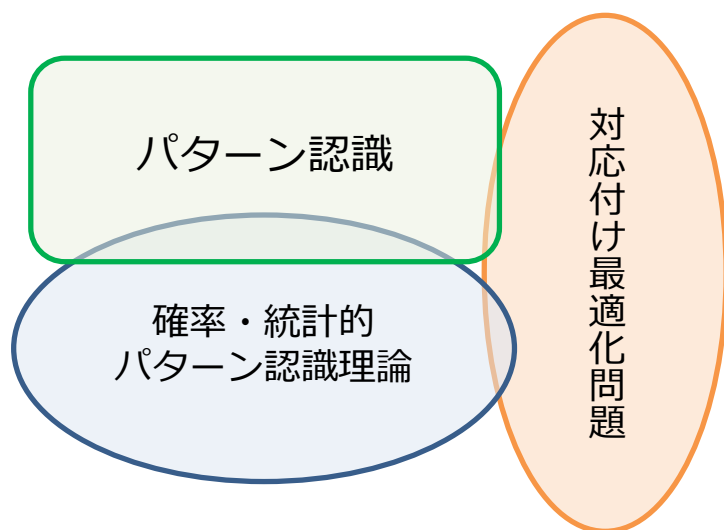 パターン認識
確率・統計的
パターン認識理論
対応付け最適化問題